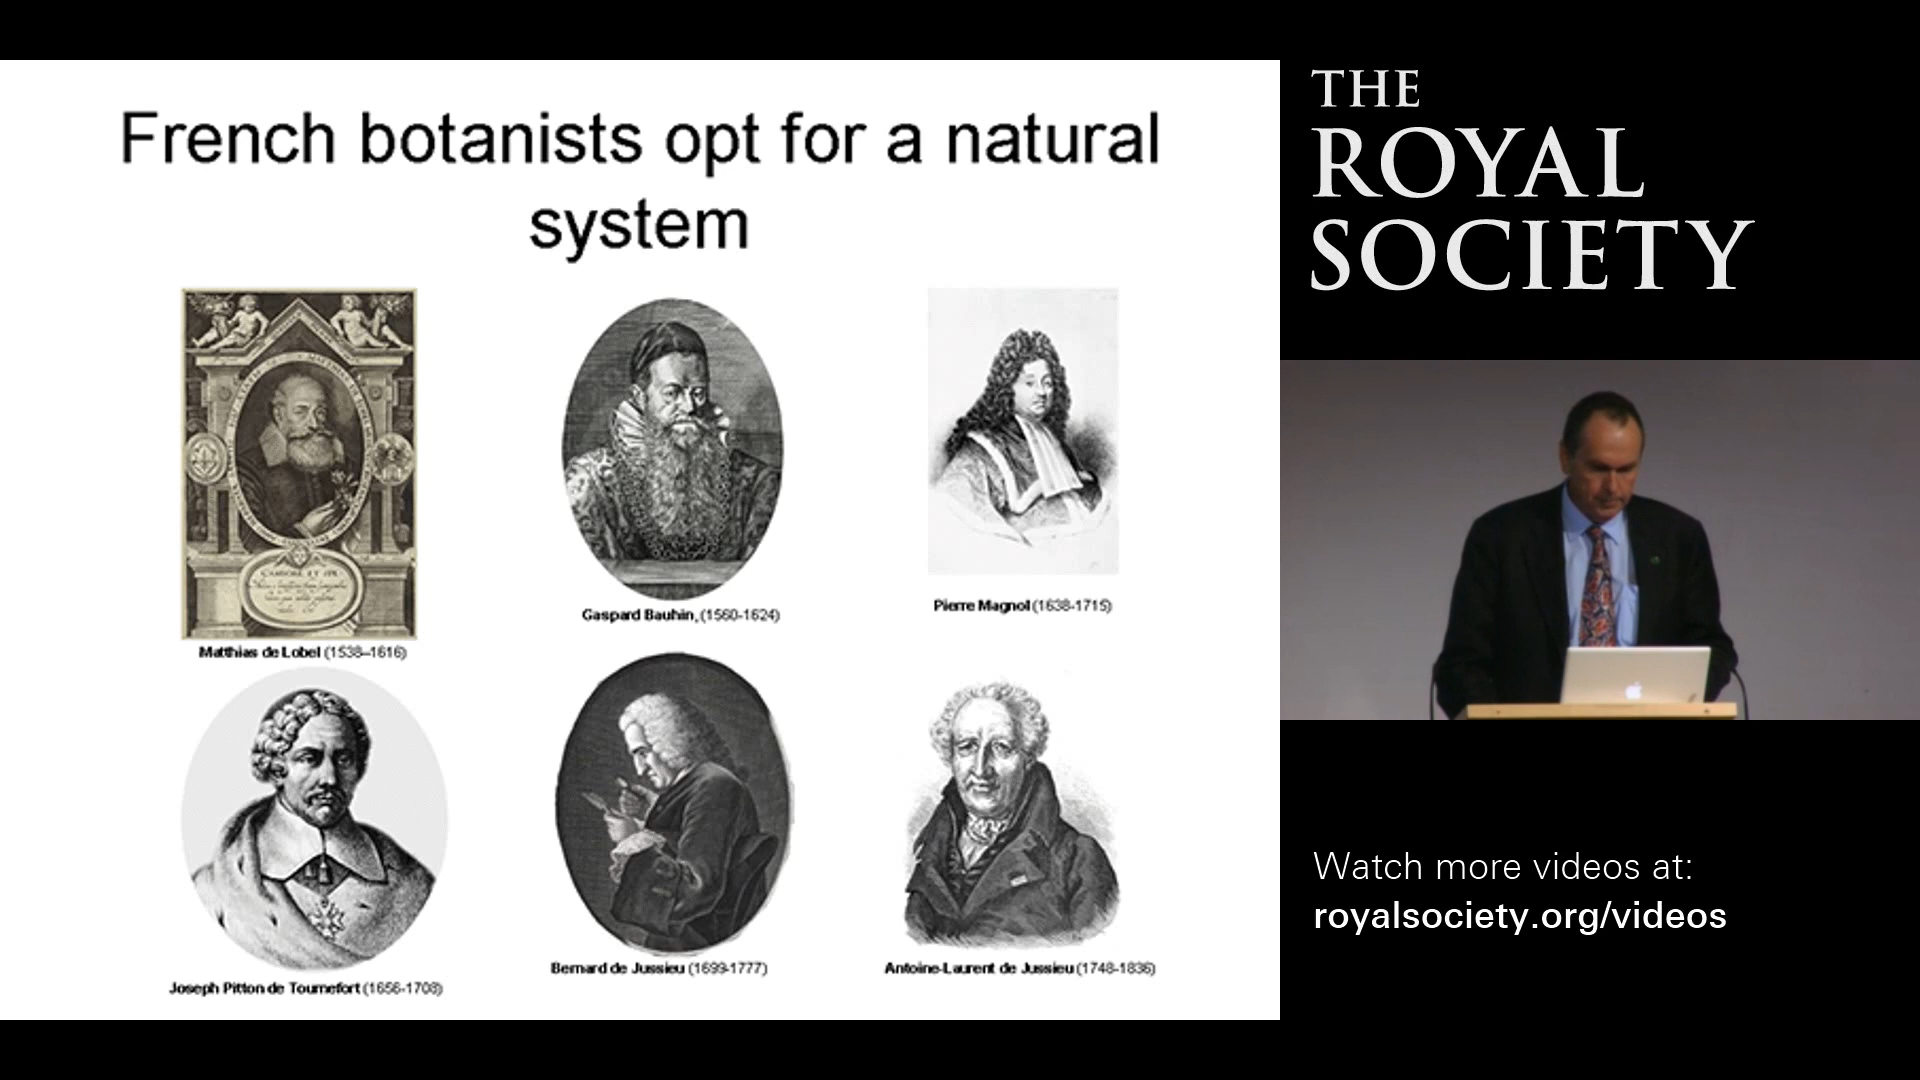 French botanists opt for a natural
system
Matthias de Lobel (1538–1616)
Gaspard Bauhin, (1560-1624)
Pierre Magnol (1638-1715)
Joseph Pitton de Tournefort (1656-1708)
Bernard de Jussieu (1699-1777)
Antoine-Laurent de Jussieu (1748-1836)
THE
ROYAL
SOCIETY
Watch more videos at:
royalsociety.org/videos